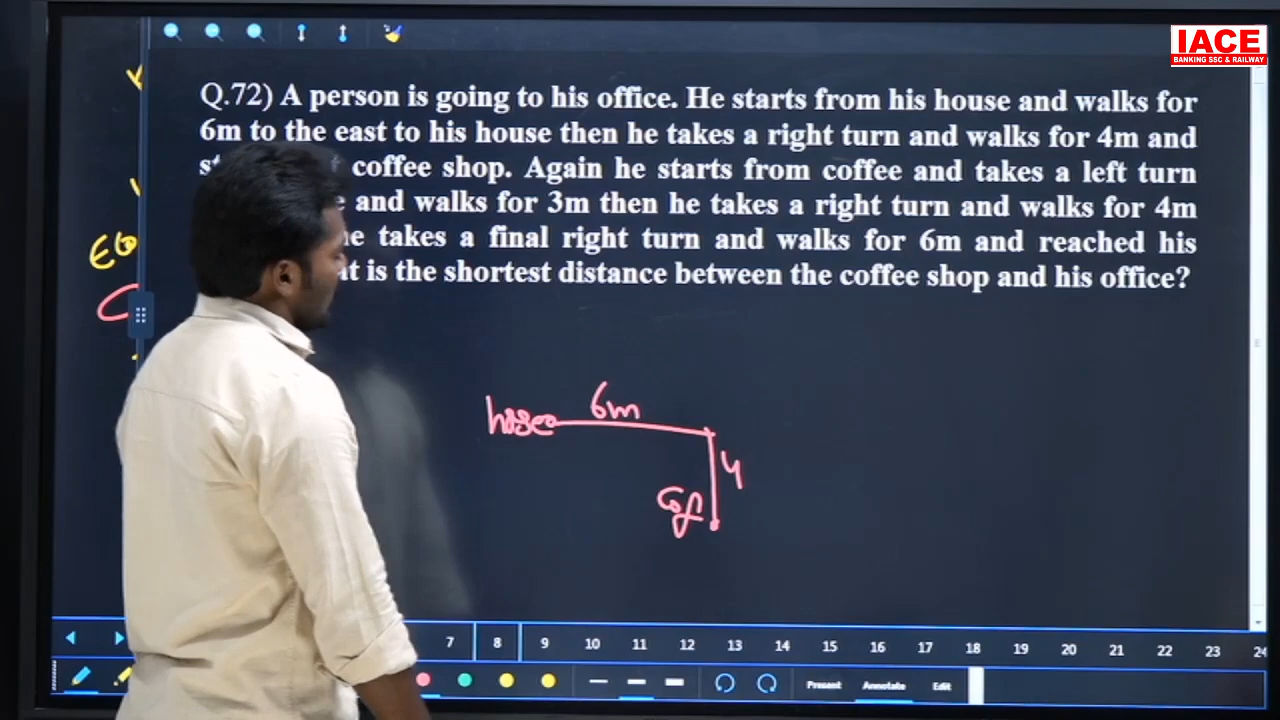 IACE
BANKING SSC & RAILWAY
Q.72) A person is going to his office. He starts from his house and walks for
6m to the east to his house then he takes a right turn and walks for 4m and
coffee shop. Again he starts from coffee and takes a left turn
and walks for 3m then he takes a right turn and walks for 4m
takes a final right turn and walks for 6m and reached his
is the shortest distance between the coffee shop and his office?
6m
4
7 8 9 10 11 12 13 14 15 16 17 18 19 20 21 22 23 24
Present Annotate Edit